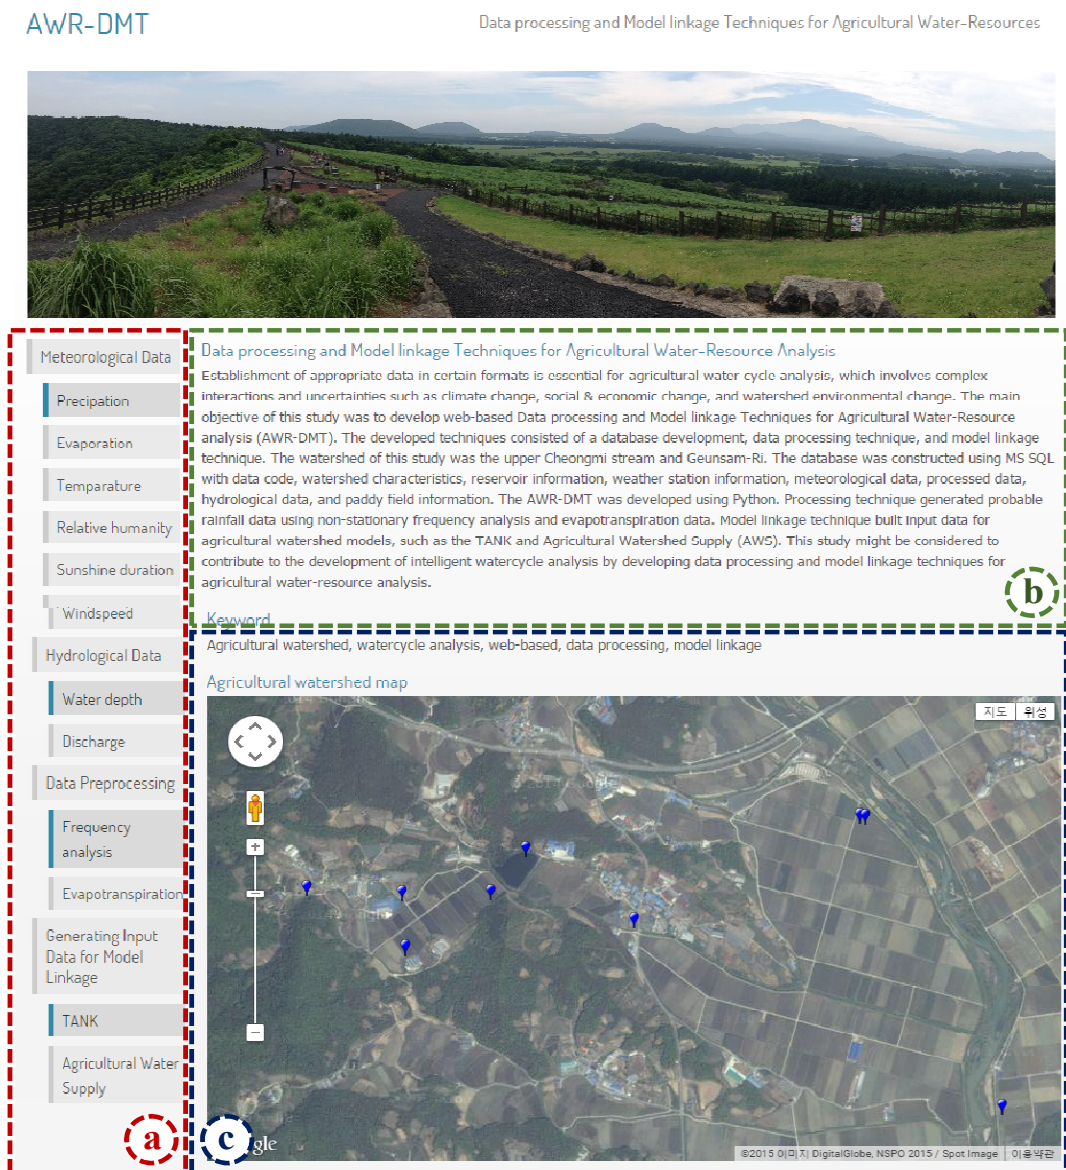 AWR-DMT
Data processing and Model linkage Techniques for Agricultural Water-Resources
Meteorological Data
Precipation
Evaporation
Temparature
Relative humanity
Sunshine duration
Windspeed
Hydrological Data
Water depth
Discharge
Data Preprocessing
Frequency
analysis
Evapotranspiration
Generating Input
Data for Model
Linkage
TANK
Agricultural Water
Supply
a
Data processing and Model linkage Techniques for Agricultural Water-Resource Analysis
Establishment of appropriate data in certain formats is essential for agricultural water cycle analysis, which involves complex
interactions and uncertainties such as climate change, social & economic change, and watershed environmental change. The main
objective of this study was to develop web-based Data processing and Model linkage Techniques for Agricultural Water-Resource
analysis (AWR-DMT). The developed techniques consisted of a database development, data processing technique, and model linkage
technique. The watershed of this study was the upper Cheongmi stream and Geunsam-Ri. The database was constructed using MS SQL
with data code, watershed characteristics, reservoir information, weather station information, meteorological data, processed data,
hydrological data, and paddy field information. The AWR-DMT was developed using Python. Processing technique generated probable
rainfall data using non-stationary frequency analysis and evapotranspiration data. Model linkage technique built input data for
agricultural watershed models, such as the TANK and Agricultural Watershed Supply (AWS). This study might be considered to
contribute to the development of intelligent watercycle analysis by developing data processing and model linkage techniques for
agricultural water-resource analysis.
b
Keyword
Agricultural watershed, watercycle analysis, web-based, data processing, model linkage
Agricultural watershed map
지도 위성
c
gle
©2015 이미지 DigitalGlobe, NSPO 2015 / Spot Image 이용약관